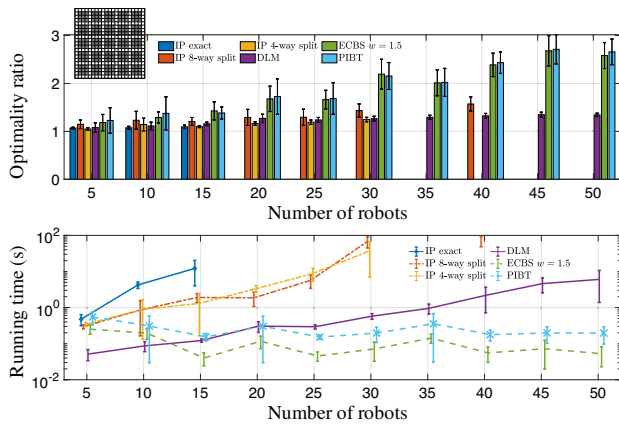 3
2
1
0
Optimality ratio
IP exact
IP 8-way split
IP 4-way split
DLM
ECBS w = 1.5
PIBT
5 10 15 20 25 30 35 40 45 50
Number of robots
10^2
10^0
10^-2
Running time (s)
IP exact
IP 8-way split
IP 4-way split
DLM
ECBS w = 1.5
PIBT
5 10 15 20 25 30 35 40 45 50
Number of robots